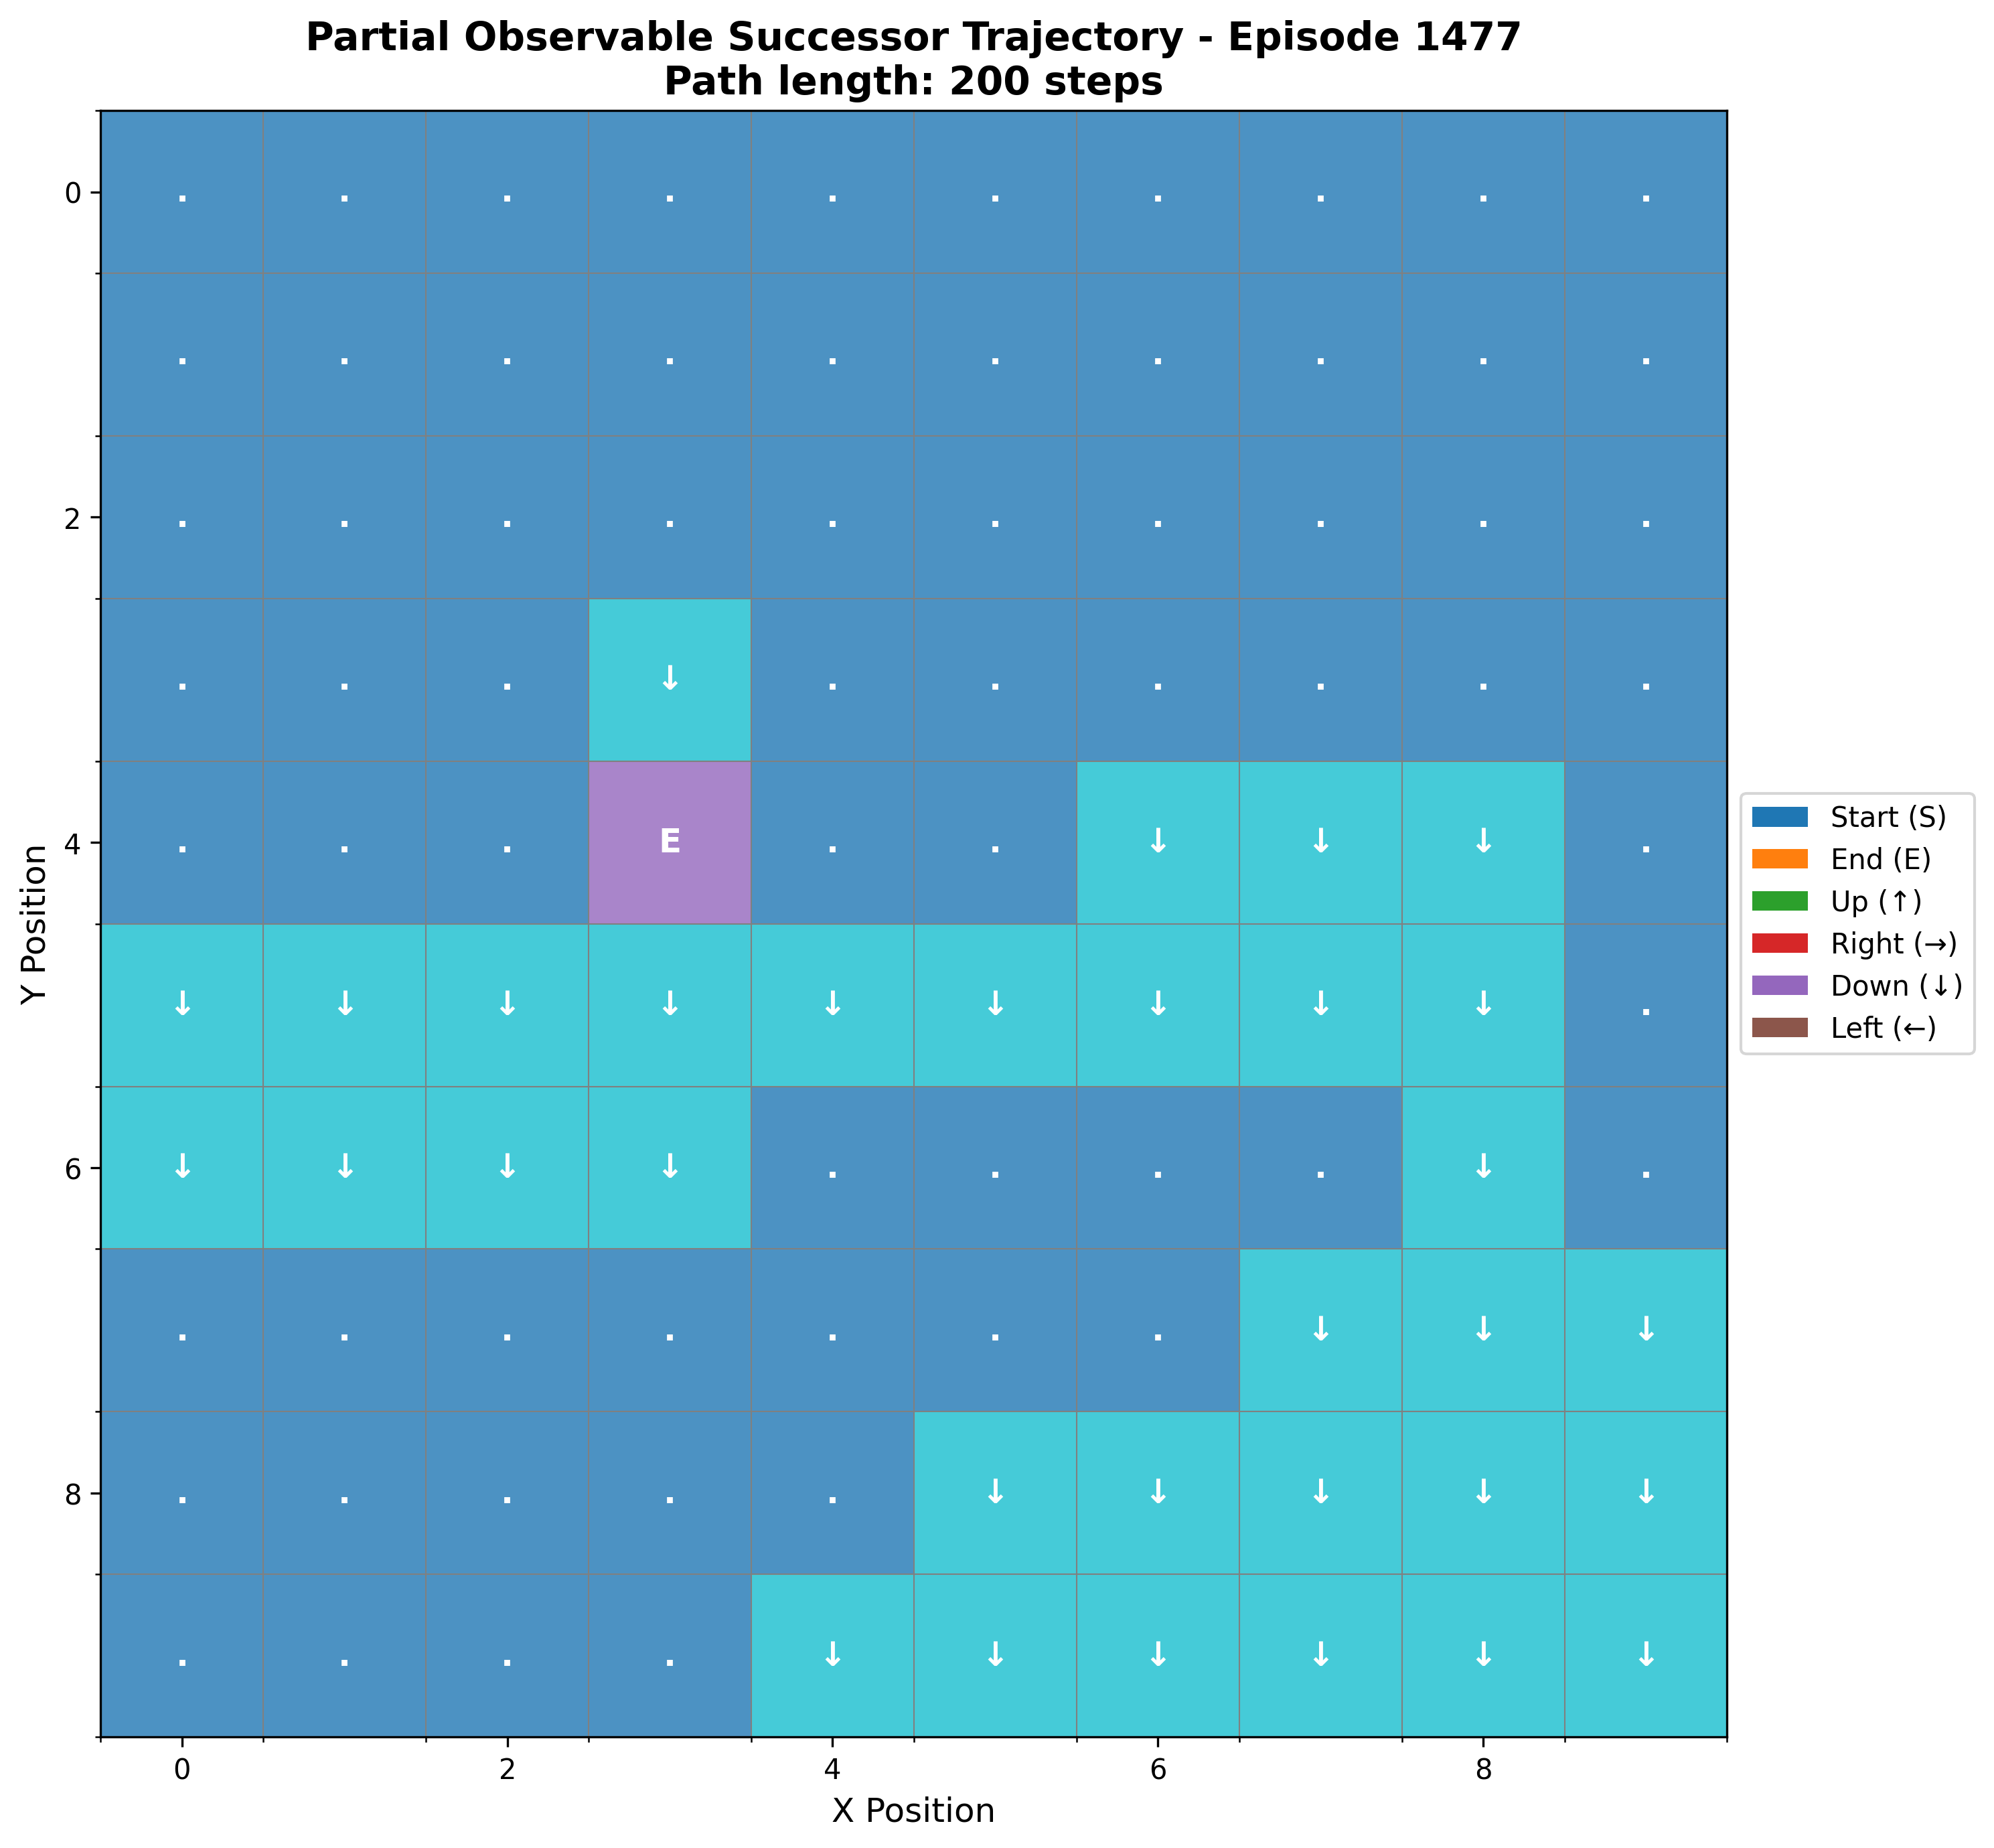 Partial Observable Successor Trajectory - Episode 1477
Path length: 200 steps
0 . . . . . . . . . .
. . . . . . . . . .
2 . . . . . . . . . .
. . . ↓ . . . . . .
4 . . . E . . ↓ ↓ ↓ .
↓ ↓ ↓ ↓ ↓ ↓ ↓ ↓ ↓ .
6 ↓ ↓ ↓ ↓ . . . . ↓ .
. . . . . . . ↓ ↓ ↓
8 . . . . . ↓ ↓ ↓ ↓ ↓
. . . . ↓ ↓ ↓ ↓ ↓ ↓
0 2 4 6 8
X Position
Y Position
Start (S)
End (E)
Up (↑)
Right (→)
Down (↓)
Left (←)